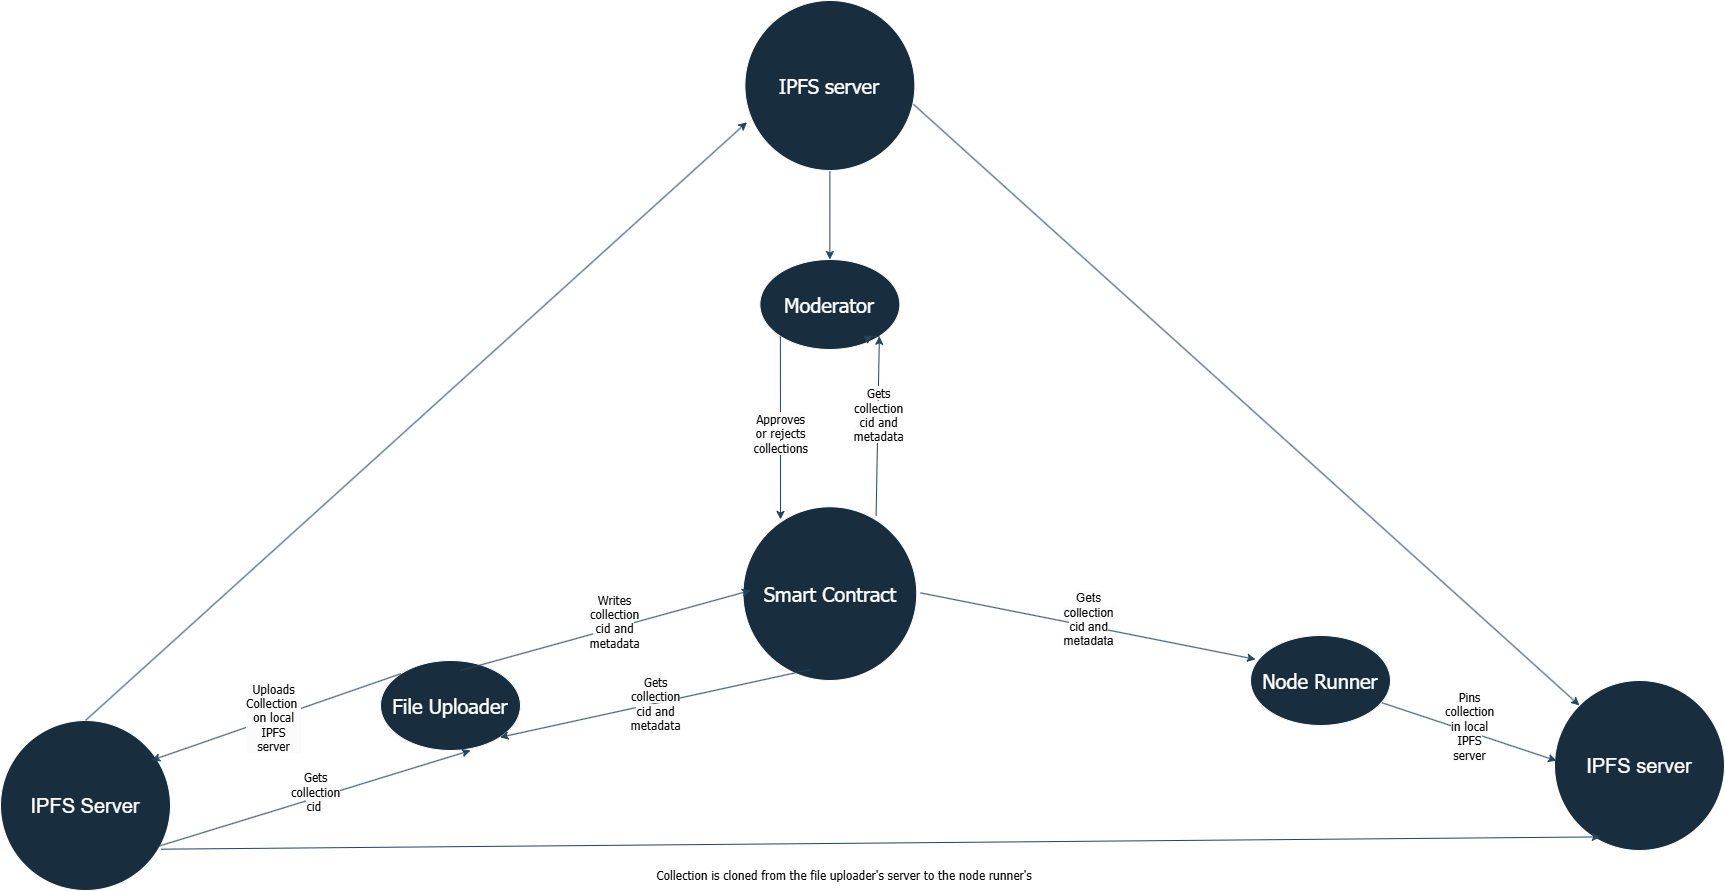 IPFS server
Moderator
Approves
or rejects
collections
Gets
collection
cid and
metadata
Smart Contract
Writes
collection
cid and
metadata
Gets
collection
cid and
metadata
Gets
collection
cid and
metadata
File Uploader
Node Runner
Uploads
Collection
on local
IPFS
server
Pins
collection
in local
IPFS
server
Gets
collection
cid
IPFS Server
IPFS server
Collection is cloned from the file uploader's server to the node runner's